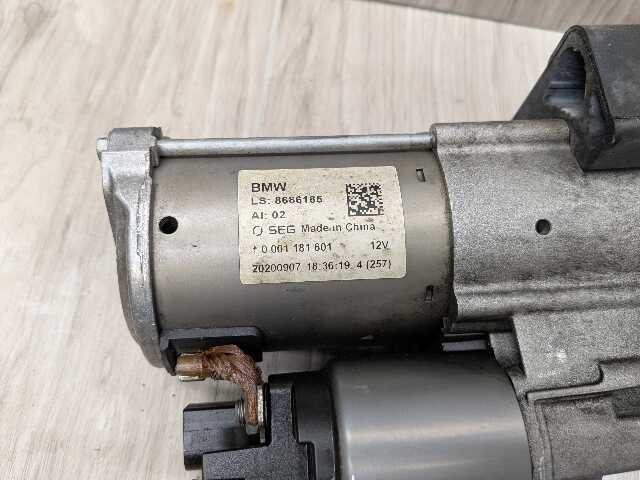 BMW
LS: 8686185
AI: 02
SEG Made in China
* 0 001 181 601 12V
20200907 18:36:19 4 (257)